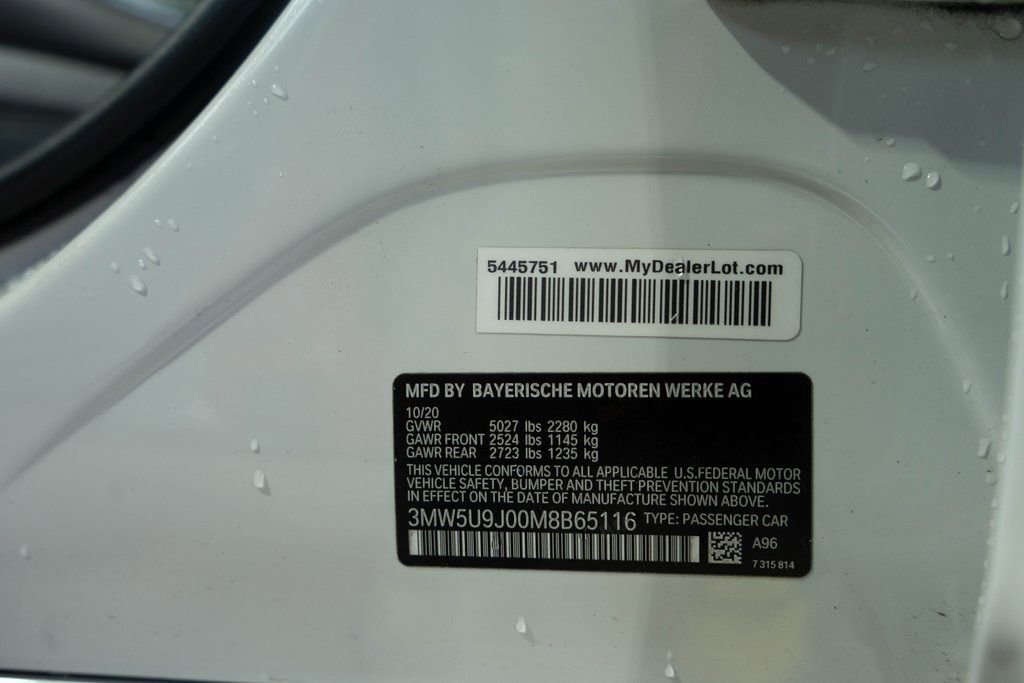 5445751 www.MyDealerLot.com
MFD BY BAYERISCHE MOTOREN WERKE AG
10/20
GVWR 5027 lbs 2280 kg
GAWR FRONT 2524 lbs 1145 kg
GAWR REAR 2723 lbs 1235 kg
THIS VEHICLE CONFORMS TO ALL APPLICABLE U.S.FEDERAL MOTOR
VEHICLE SAFETY, BUMPER AND THEFT PREVENTION STANDARDS
IN EFFECT ON THE DATE OF MANUFACTURE SHOWN ABOVE.
3MW5U9J00M8B65116 TYPE: PASSENGER CAR
A96
7 315 814